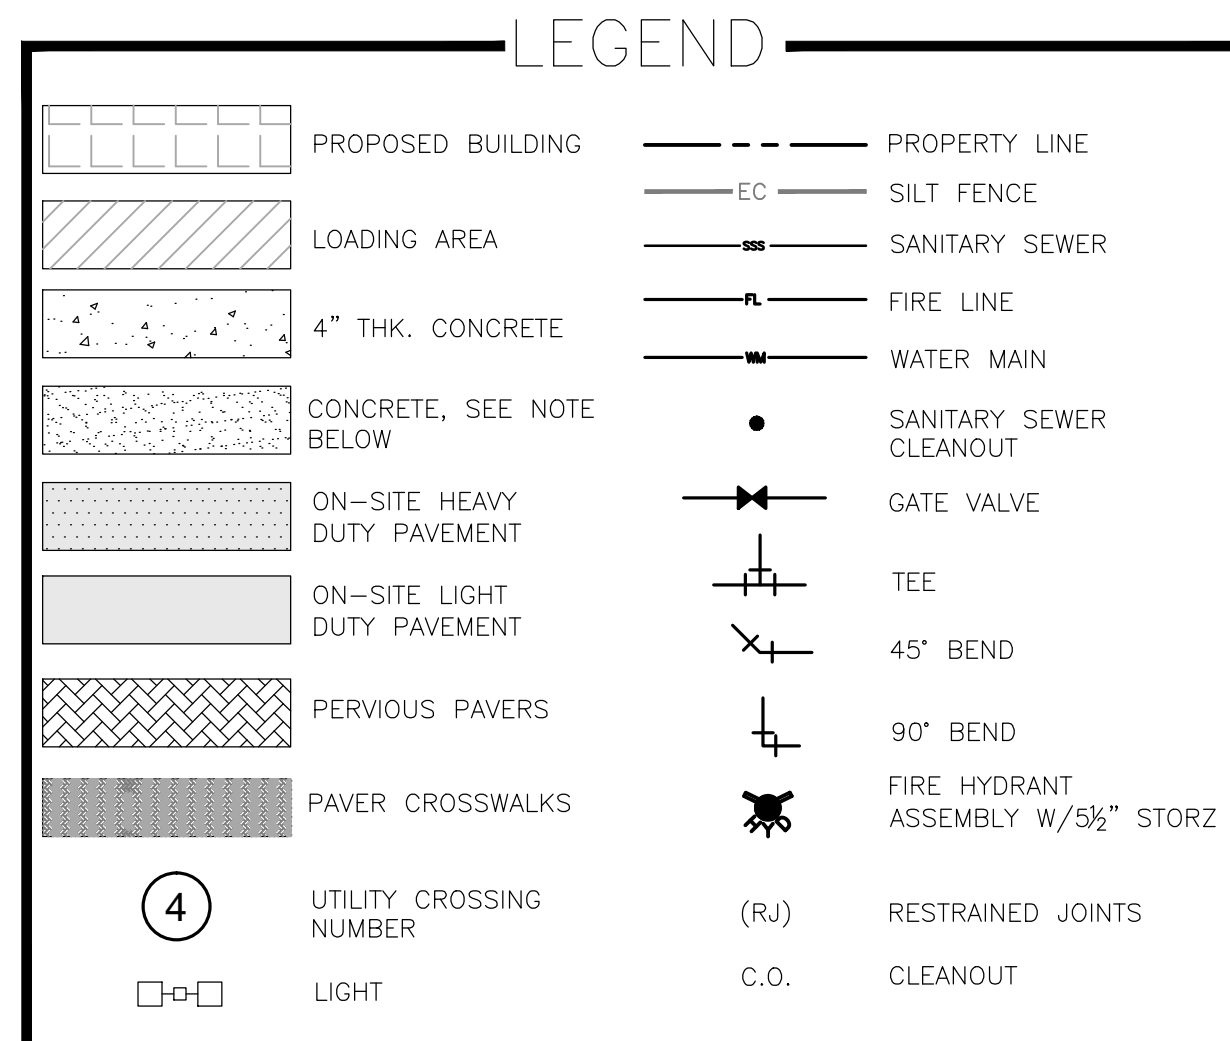 LEGEND
PROPOSED BUILDING
LOADING AREA
4” THK. CONCRETE
CONCRETE, SEE NOTE
BELOW
ON-SITE HEAVY
DUTY PAVEMENT
ON-SITE LIGHT
DUTY PAVEMENT
PERVIOUS PAVERS
PAVER CROSSWALKS
4
UTILITY CROSSING
NUMBER
LIGHT
PROPERTY LINE
EC
SILT FENCE
SSS
SANITARY SEWER
FL
FIRE LINE
WM
WATER MAIN
SANITARY SEWER
CLEANOUT
GATE VALVE
TEE
45° BEND
90° BEND
HYD
FIRE HYDRANT
ASSEMBLY W/5½” STORZ
(RJ)
RESTRAINED JOINTS
C.O.
CLEANOUT